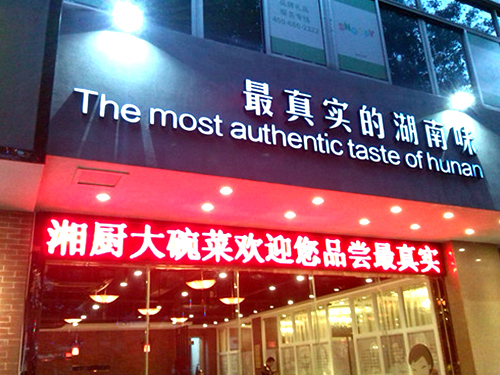 最真实的湖南味
The most authentic taste of hunan
湘厨大碗菜欢迎您品尝最真实